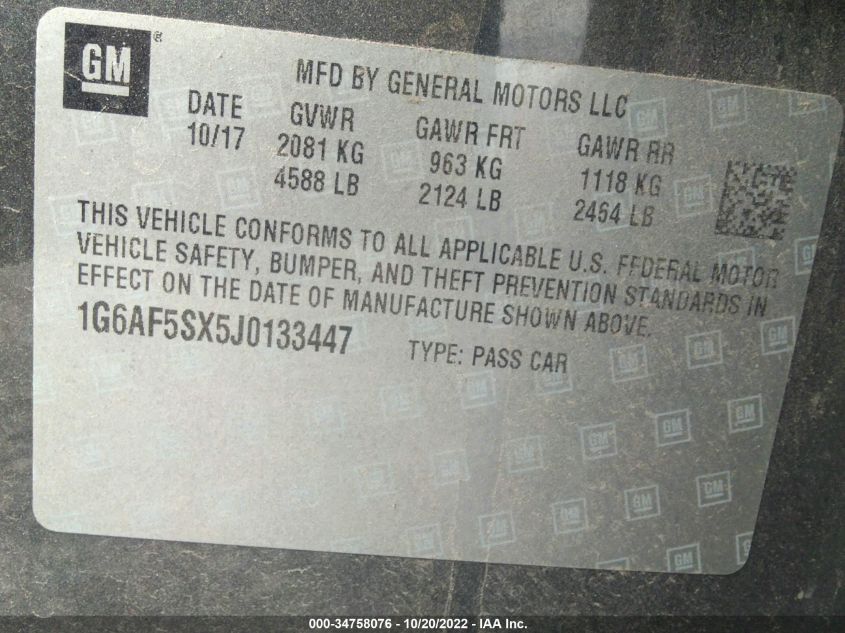 GM ®
MFD BY GENERAL MOTORS LLC
DATE GVWR GAWR FRT GAWR RR
10/17 2081 KG 963 KG 1118 KG
4588 LB 2124 LB 2464 LB
THIS VEHICLE CONFORMS TO ALL APPLICABLE U.S. FEDERAL MOTOR
VEHICLE SAFETY, BUMPER, AND THEFT PREVENTION STANDARDS IN
EFFECT ON THE DATE OF MANUFACTURE SHOWN ABOVE.
1G6AF5SX5J0133447 TYPE: PASS CAR
000-34758076 - 10/20/2022 - IAA Inc.